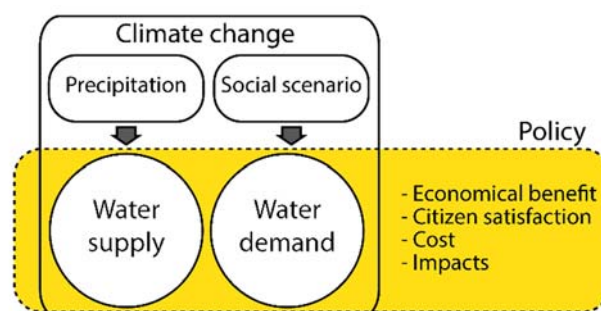 Climate change
Precipitation
Social scenario
Policy
Water
supply
Water
demand
- Economical benefit
- Citizen satisfaction
- Cost
- Impacts